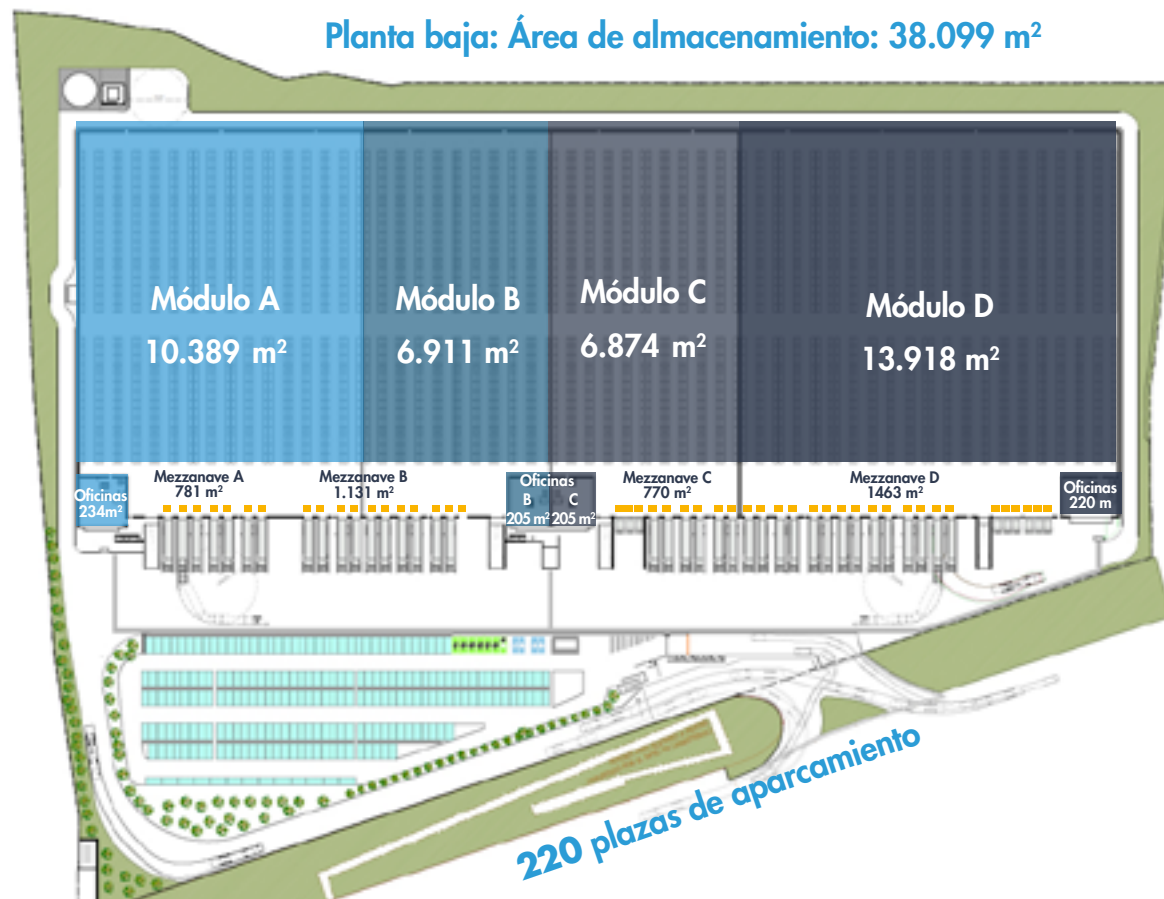 Planta baja: Área de almacenamiento: 38.099 m²
Módulo A
10.389 m²
Módulo B
6.911 m²
Módulo C
6.874 m²
Módulo D
13.918 m²
Oficinas
234m²
Mezzanave A
781 m²
Mezzanave B
1.131 m²
Oficinas
B C
205 m² 205 m²
Mezzanave C
770 m²
Mezzanave D
1463 m²
Oficinas
220 m
220 plazas de aparcamiento